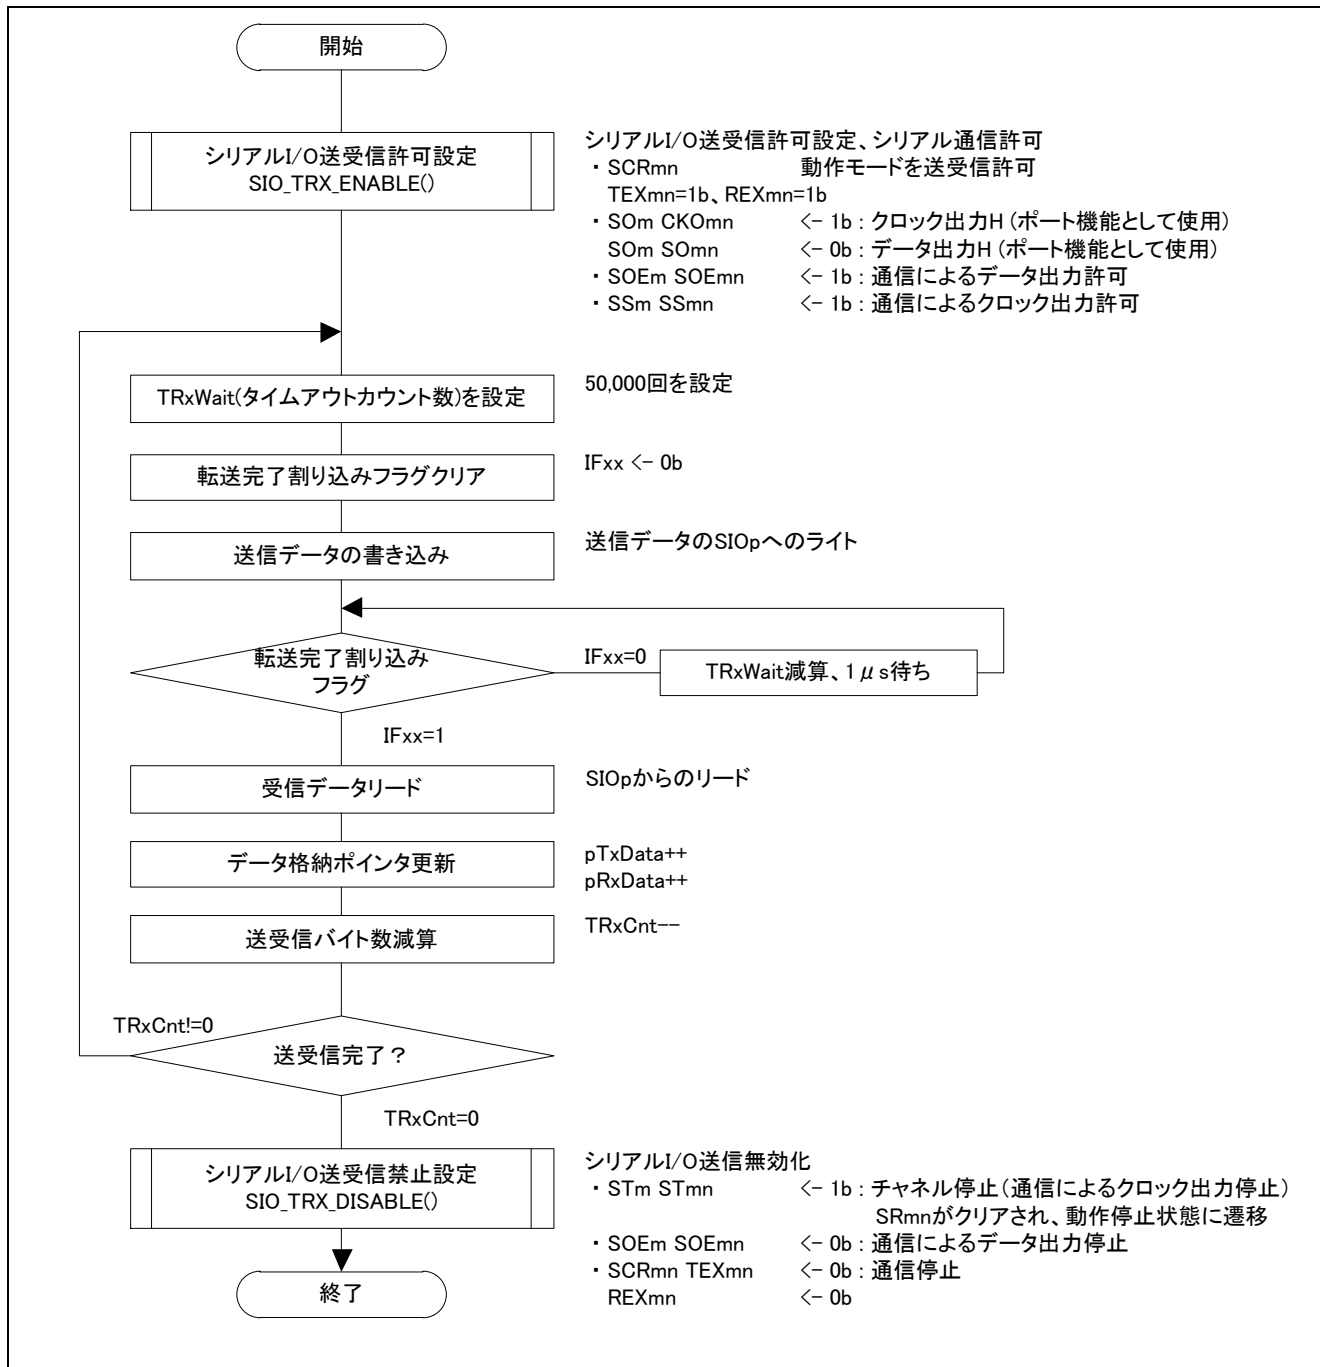 開始
シリアルI/O送受信許可設定
SIO_TRX_ENABLE()
シリアルI/O送受信許可設定、シリアル通信許可
・SCRmn 動作モードを送受信許可
TEXmn=1b、REXmn=1b
・SOm CKOmn <- 1b : クロック出力H (ポート機能として使用)
SOm SOmn <- 0b : データ出力H (ポート機能として使用)
・SOEm SOEmn <- 1b : 通信によるデータ出力許可
・SSm SSmn <- 1b : 通信によるクロック出力許可
TRxWait(タイムアウトカウント数)を設定
50,000回を設定
転送完了割り込みフラグクリア
IFxx <- 0b
送信データの書き込み
送信データのSIOpへのライト
転送完了割り込み
フラグ
IFxx=0
TRxWait減算、1μs待ち
IFxx=1
受信データリード
SIOpからのリード
データ格納ポインタ更新
pTxData++
pRxData++
送受信バイト数減算
TRxCnt--
TRxCnt!=0
送受信完了？
TRxCnt=0
シリアルI/O送受信禁止設定
SIO_TRX_DISABLE()
シリアルI/O送信無効化
・STm STmn <- 1b : チャネル停止（通信によるクロック出力停止）
SRmnがクリアされ、動作停止状態に遷移
・SOEm SOEmn <- 0b : 通信によるデータ出力停止
・SCRmn TEXmn <- 0b : 通信停止
REXmn <- 0b
終了